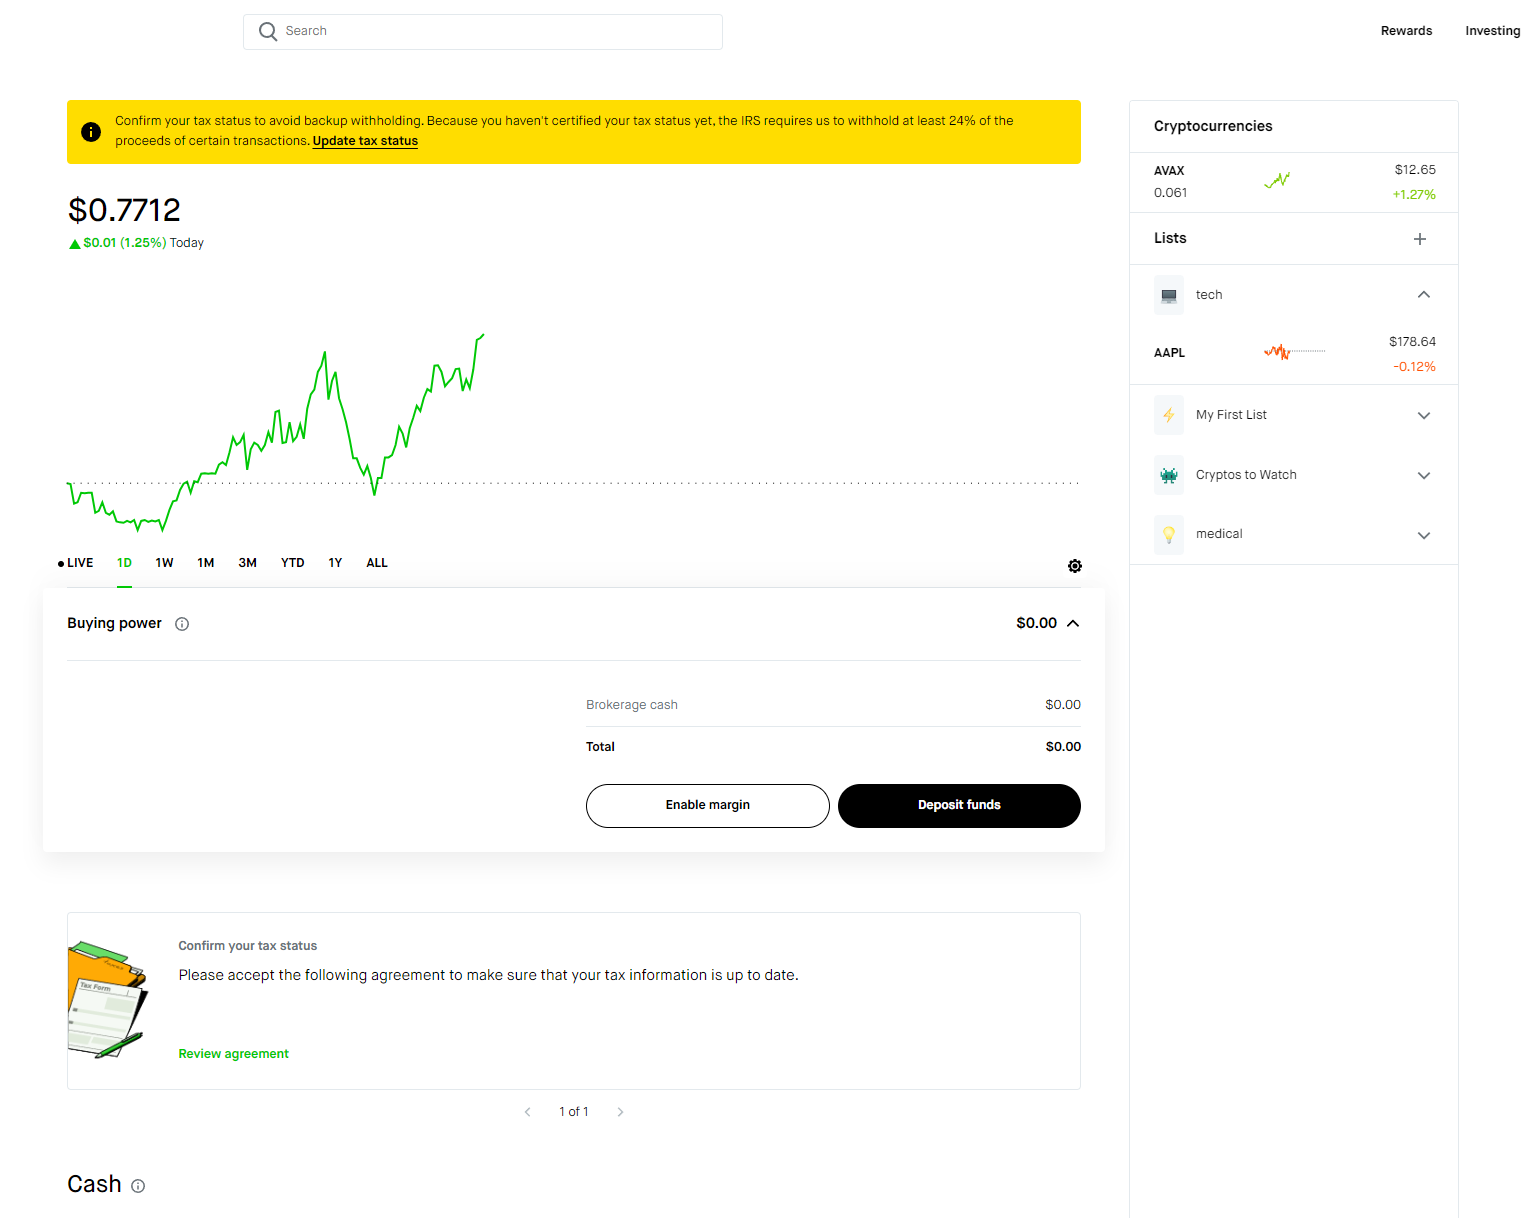 Search
Rewards
Investing
Confirm your tax status to avoid backup withholding. Because you haven't certified your tax status yet, the IRS requires us to withhold at least 24% of the
proceeds of certain transactions. Update tax status
$0.7712
$0.01 (1.25%) Today
LIVE 1D 1W 1M 3M YTD 1Y ALL
Buying power
$0.00
Brokerage cash $0.00
Total $0.00
Enable margin
Deposit funds
Confirm your tax status
Please accept the following agreement to make sure that your tax information is up to date.
Tax Form
Review agreement
1 of 1
Cash
Cryptocurrencies
AVAX $12.65
0.061 +1.27%
Lists
tech
AAPL $178.64
-0.12%
My First List
Cryptos to Watch
medical